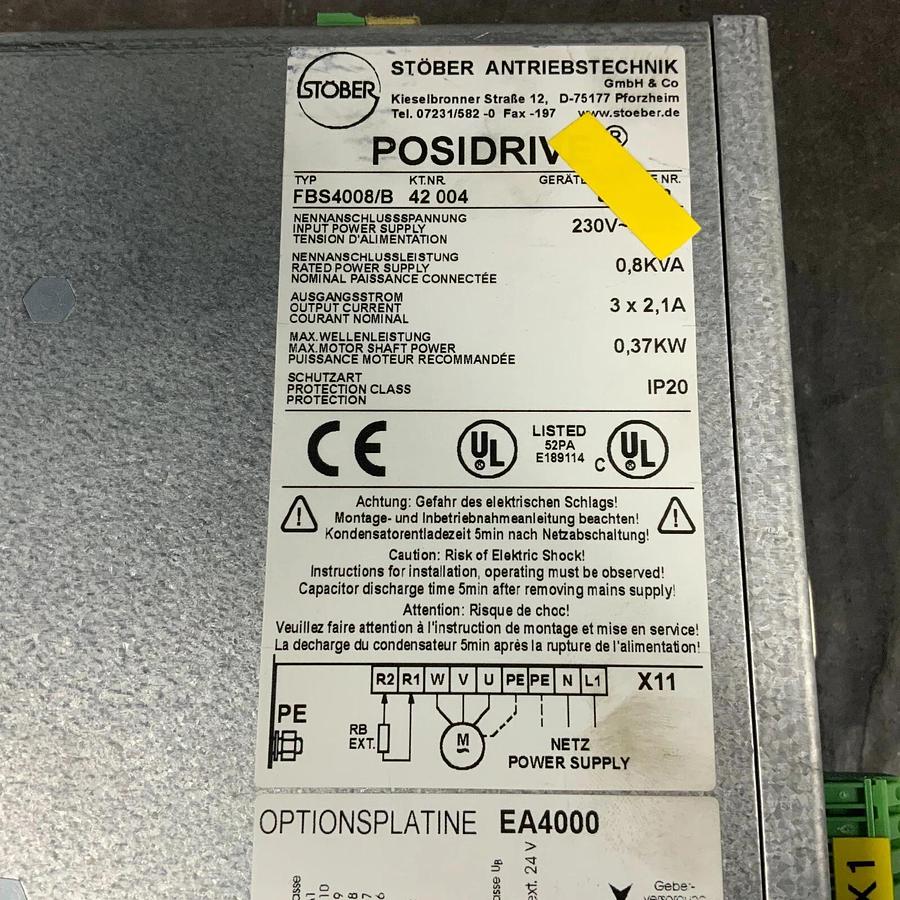 STÖBER
STÖBER ANTRIEBSTECHNIK
GmbH & Co
Kieselbronner Straße 12, D-75177 Pforzheim
Tel. 07231/582 -0 Fax -197 www.stoeber.de
TYP KT.NR. NR.
FBS4008/B 42 004
NENNANSCHLUSSSPANNUNG
INPUT POWER SUPPLY 230V~
TENSION D'ALIMENTATION
NENNANSCHLUSSLEISTUNG
RATED POWER SUPPLY 0,8KVA
NOMINAL PAISSANCE CONNECTÉE
AUSGANGSSTROM
OUTPUT CURRENT 3 x 2,1A
COURANT NOMINAL
MAX.WELLENLEISTUNG
MAX.MOTOR SHAFT POWER 0,37KW
PUISSANCE MOTEUR RECOMMANDÉE
SCHUTZART
PROTECTION CLASS IP20
PROTECTION
CE UL LISTED C UL
52PA
E189114
Achtung: Gefahr des elektrischen Schlags!
Montage- und Inbetriebnahmeanleitung beachten!
Kondensatorentladezeit 5min nach Netzabschaltung!
Caution: Risk of Elektric Shock!
Instructions for installation, operating must be observed!
Capacitor discharge time 5min after removing mains supply!
Attention: Risque de choc!
Veuillez faire attention à l'instruction de montage et mise en service!
La decharge du condensateur 5min après la rupture de l'alimentation!
R2 R1 W V U PE PE N L1 X11
PE
RB
EXT.
M
NETZ
POWER SUPPLY
OPTIONSPLATINE EA4000
ext. 24 V
X1